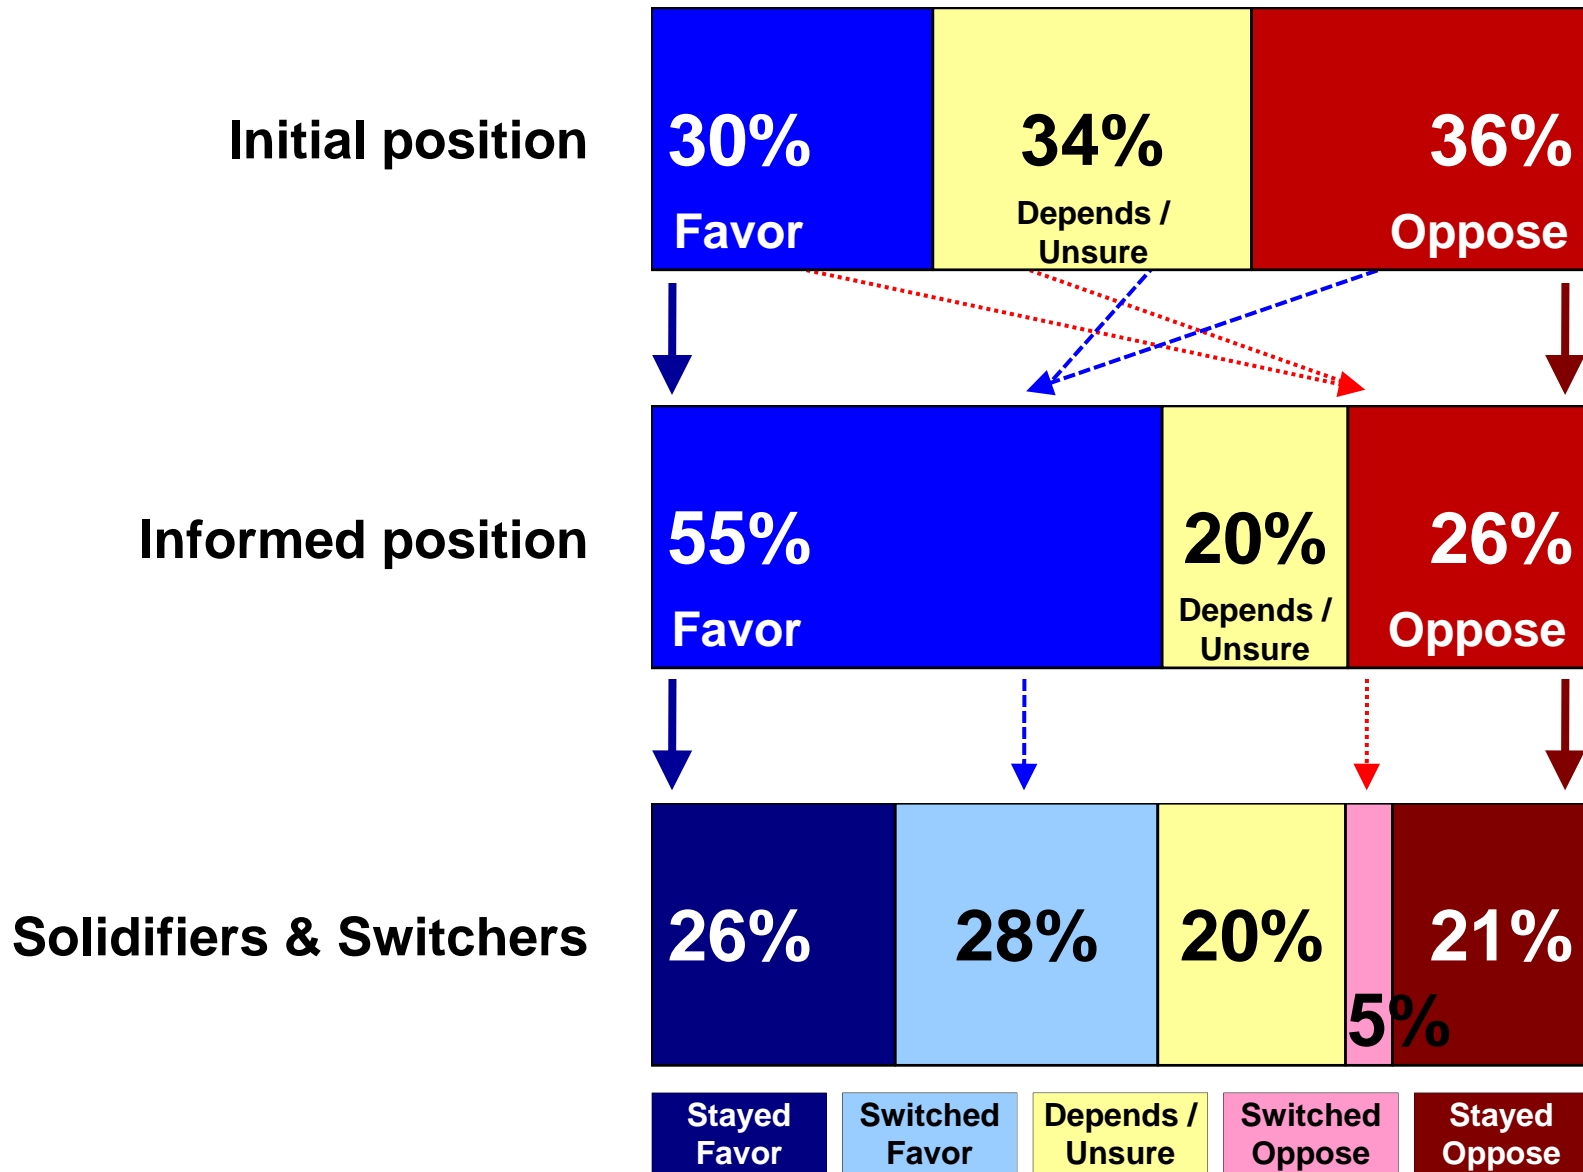 Initial position
30%
34%
36%
Favor
Depends /
Unsure
Oppose
Informed position
55%
20%
26%
Favor
Depends /
Unsure
Oppose
Solidifiers & Switchers
26%
28%
20%
5%
21%
Stayed
Favor
Switched
Favor
Depends /
Unsure
Switched
Oppose
Stayed
Oppose